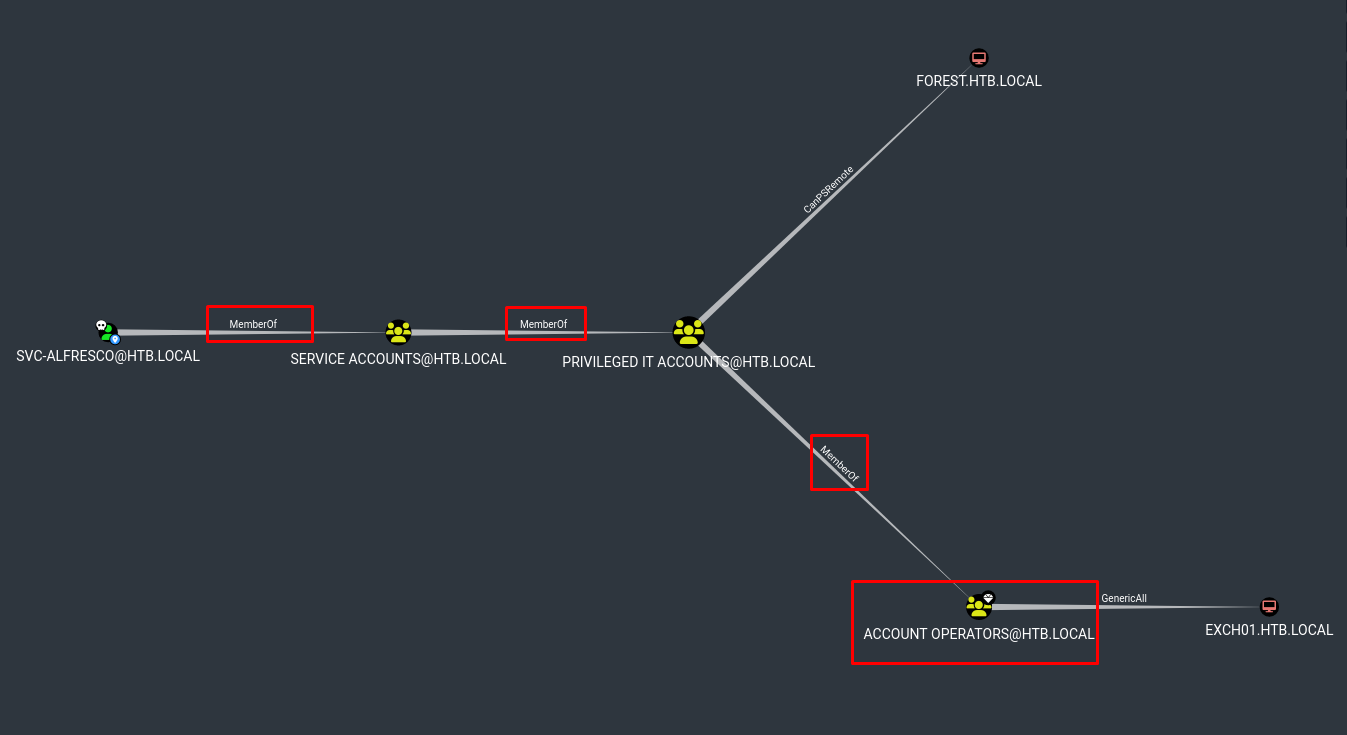 FOREST.HTB.LOCAL
CanPSRemote
MemberOf
MemberOf
SVC-ALFRESCO@HTB.LOCAL
SERVICE ACCOUNTS@HTB.LOCAL
PRIVILEGED IT ACCOUNTS@HTB.LOCAL
MemberOf
GenericAll
ACCOUNT OPERATORS@HTB.LOCAL
EXCH01.HTB.LOCAL